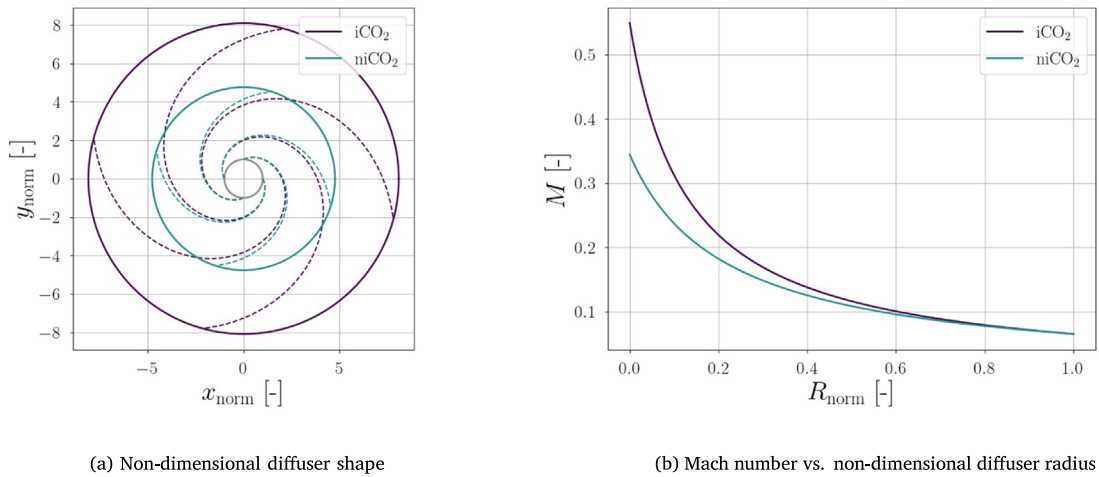 8
6
4
2
0
−2
−4
−6
−8
y_norm [-]
−5
0
5
x_norm [-]
iCO₂
niCO₂
(a) Non-dimensional diffuser shape
0.5
0.4
0.3
0.2
0.1
M [-]
0.0
0.2
0.4
0.6
0.8
1.0
R_norm [-]
iCO₂
niCO₂
(b) Mach number vs. non-dimensional diffuser radius